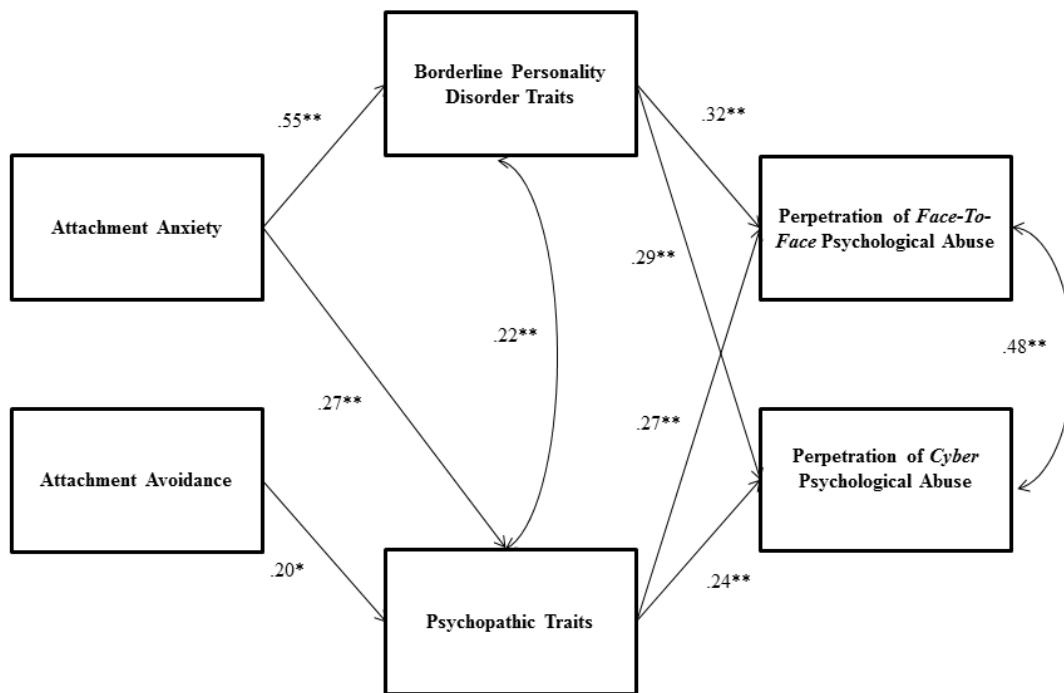 Borderline Personality
Disorder Traits
.55**
.32**
Attachment Anxiety
Perpetration of Face-To-
Face Psychological Abuse
.29**
.22**
.48**
.27**
.27**
Attachment Avoidance
Perpetration of Cyber
Psychological Abuse
.20*
.24**
Psychopathic Traits